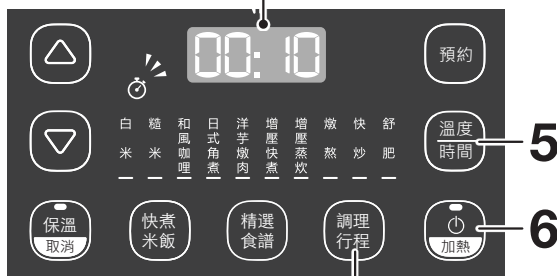 00:10
預約
白米
糙米
和風咖哩
日式角煮
洋芋燉肉
增壓快煮
增壓蒸炊
燉熬
快炒
舒肥
溫度
時間
5
保溫
取消
快煮
米飯
精選
食譜
調理
行程
加熱
6